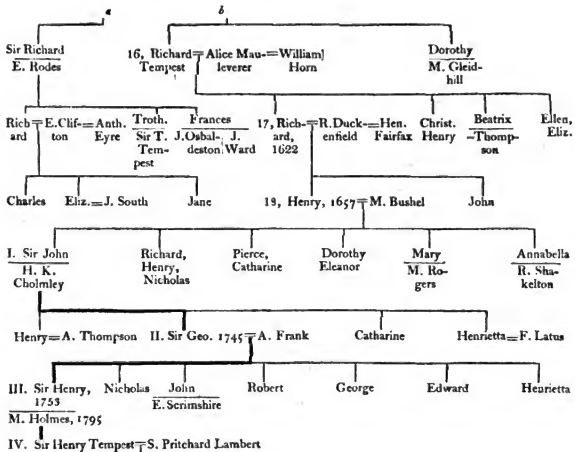 a b
Sir Richard 16, Richard = Alice Mau- = William Dorothy
E. Rodes Tempest leverer Horn M. Gleid-
hill
Rich = E. Clif- = Anth. Troth. Frances 17, Rich- = R. Duck- = Hen. Christ. Beatrix Ellen,
ard ton Eyre Sir T. J. Osbal- J. ard, enfield Fairfax Henry -Thomp- Eliz.
Tem- deston Ward 1622 son
pest
Charles Eliz. = J. South Jane 18, Henry, 1657 = M. Bushel John
I. Sir John Richard, Pierce, Dorothy Mary Annabella
H. K. Henry, Catharine Eleanor M. Ro- R. Sha-
Cholmley Nicholas gers kelton
Henry = A. Thompson II. Sir Geo. 1745 = A. Frank Catharine Henrietta = F. Latus
III. Sir Henry, Nicholas John Robert George Edward Henrietta
1753 E. Scrimshire
M. Holmes, 1795
IV. Sir Henry Tempest = S. Pritchard Lambert